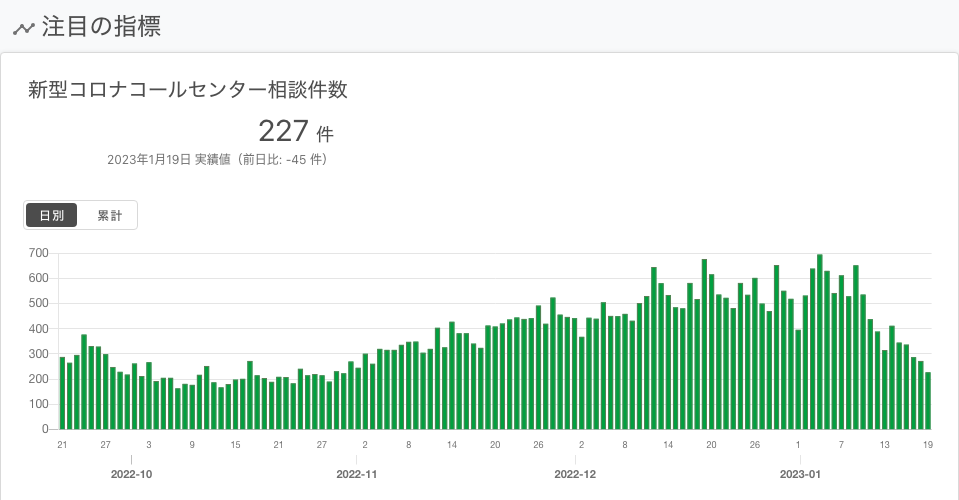 注目の指標
新型コロナコールセンター相談件数
227 件
2023年1月19日 実績値（前日比: -45 件）
日別 累計
700
600
500
400
300
200
100
0
21 27 3 9 15 21 27 2 8 14 20 26 2 8 14 20 26 1 7 13 19
2022-10 2022-11 2022-12 2023-01